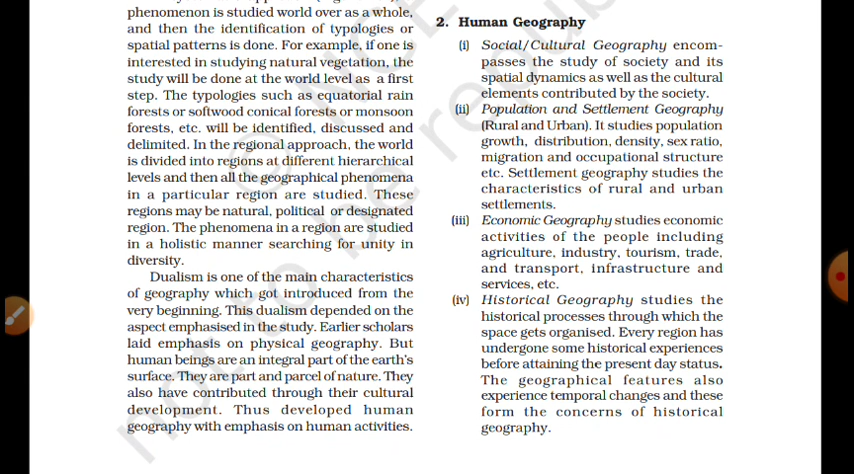 phenomenon is studied world over as a whole,
and then the identification of typologies or
spatial patterns is done. For example, if one is
interested in studying natural vegetation, the
study will be done at the world level as a first
step. The typologies such as equatorial rain
forests or softwood conical forests or monsoon
forests, etc. will be identified, discussed and
delimited. In the regional approach, the world
is divided into regions at different hierarchical
levels and then all the geographical phenomena
in a particular region are studied. These
regions may be natural, political or designated
region. The phenomena in a region are studied
in a holistic manner searching for unity in
diversity.
Dualism is one of the main characteristics
of geography which got introduced from the
very beginning. This dualism depended on the
aspect emphasised in the study. Earlier scholars
laid emphasis on physical geography. But
human beings are an integral part of the earth's
surface. They are part and parcel of nature. They
also have contributed through their cultural
development. Thus developed human
geography with emphasis on human activities.
2. Human Geography
(i) Social/Cultural Geography encom-
passes the study of society and its
spatial dynamics as well as the cultural
elements contributed by the society.
(ii) Population and Settlement Geography
(Rural and Urban). It studies population
growth, distribution, density, sex ratio,
migration and occupational structure
etc. Settlement geography studies the
characteristics of rural and urban
settlements.
(iii) Economic Geography studies economic
activities of the people including
agriculture, industry, tourism, trade,
and transport, infrastructure and
services, etc.
(iv) Historical Geography studies the
historical processes through which the
space gets organised. Every region has
undergone some historical experiences
before attaining the present day status.
The geographical features also
experience temporal changes and these
form the concerns of historical
geography.
not to be republ
© NCE